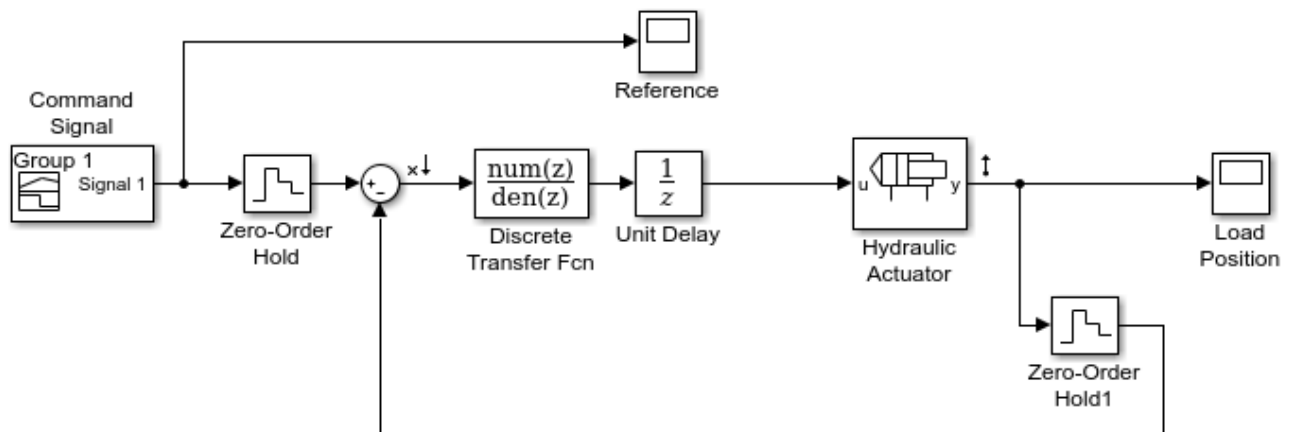 Reference
Command
Signal
Group 1
Signal 1
Zero-Order
Hold
+
-
num(z)
den(z)
Discrete
Transfer Fcn
1
z
Unit Delay
u
y
Hydraulic
Actuator
Load
Position
Zero-Order
Hold1